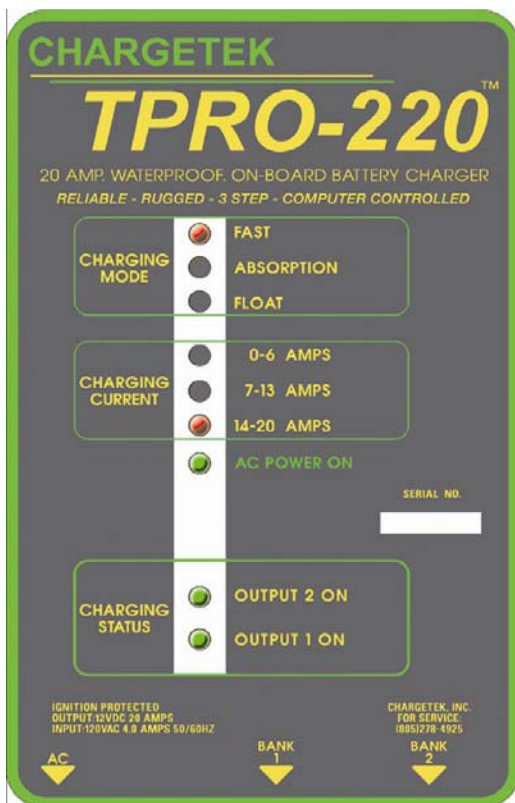 CHARGETEK
TPRO-220™
20 AMP. WATERPROOF. ON-BOARD BATTERY CHARGER
RELIABLE - RUGGED - 3 STEP - COMPUTER CONTROLLED
CHARGING
MODE
FAST
ABSORPTION
FLOAT
CHARGING
CURRENT
0-6 AMPS
7-13 AMPS
14-20 AMPS
AC POWER ON
SERIAL NO.
CHARGING
STATUS
OUTPUT 2 ON
OUTPUT 1 ON
IGNITION PROTECTED
OUTPUT:12VDC 20 AMPS
INPUT:120VAC 4.0 AMPS 50/60HZ
CHARGETEK, INC.
FOR SERVICE:
(805)278-4925
AC
BANK
1
BANK
2